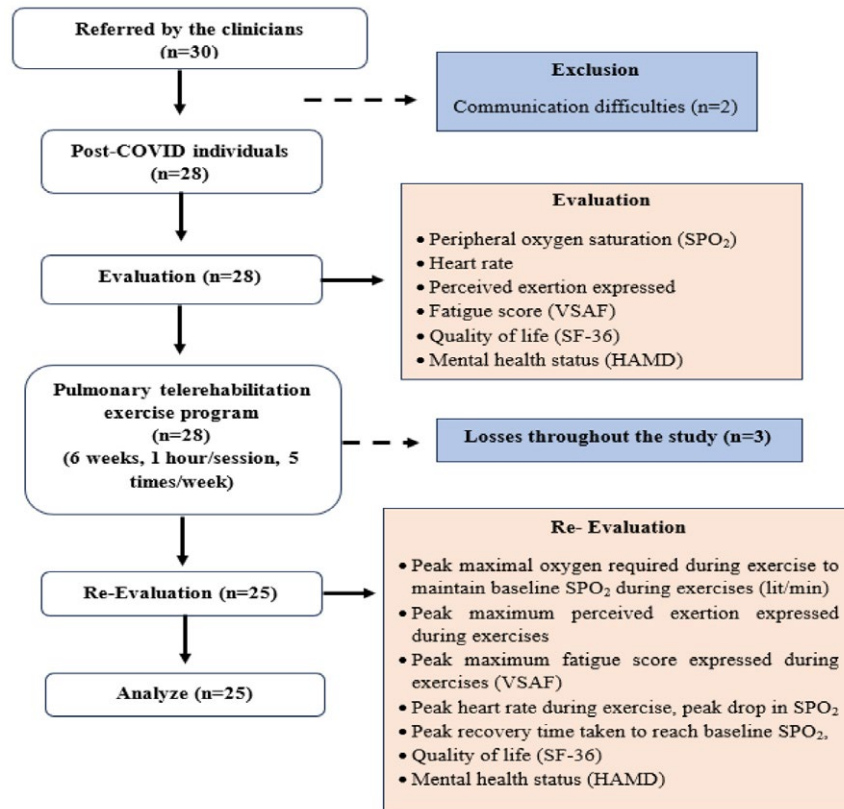 Referred by the clinicians
(n=30)
Exclusion
Communication difficulties (n=2)
Post-COVID individuals
(n=28)
Evaluation (n=28)
Evaluation
• Peripheral oxygen saturation (SPO₂)
• Heart rate
• Perceived exertion expressed
• Fatigue score (VSAF)
• Quality of life (SF-36)
• Mental health status (HAMD)
Pulmonary telerehabilitation
exercise program
(n=28)
(6 weeks, 1 hour/session, 5
times/week)
Losses throughout the study (n=3)
Re-Evaluation (n=25)
Re- Evaluation
• Peak maximal oxygen required during exercise to
maintain baseline SPO₂ during exercises (lit/min)
• Peak maximum perceived exertion expressed
during exercises
• Peak maximum fatigue score expressed during
exercises (VSAF)
• Peak heart rate during exercise, peak drop in SPO₂
• Peak recovery time taken to reach baseline SPO₂,
• Quality of life (SF-36)
• Mental health status (HAMD)
Analyze (n=25)